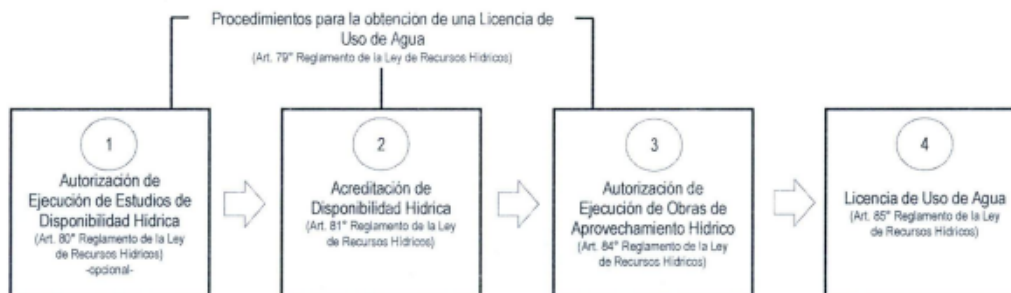 Procedimientos para la obtención de una Licencia de
Uso de Agua
(Art. 79° Reglamento de la Ley de Recursos Hídricos)
1
Autorización de
Ejecución de Estudios de
Disponibilidad Hídrica
(Art. 80° Reglamento de la Ley
de Recursos Hídricos)
-opcional-
2
Acreditación de
Disponibilidad Hídrica
(Art. 81° Reglamento de la Ley
de Recursos Hídricos)
3
Autorización de
Ejecución de Obras de
Aprovechamiento Hídrico
(Art. 84° Reglamento de la Ley
de Recursos Hídricos)
4
Licencia de Uso de Agua
(Art. 85° Reglamento de la Ley
de Recursos Hídricos)